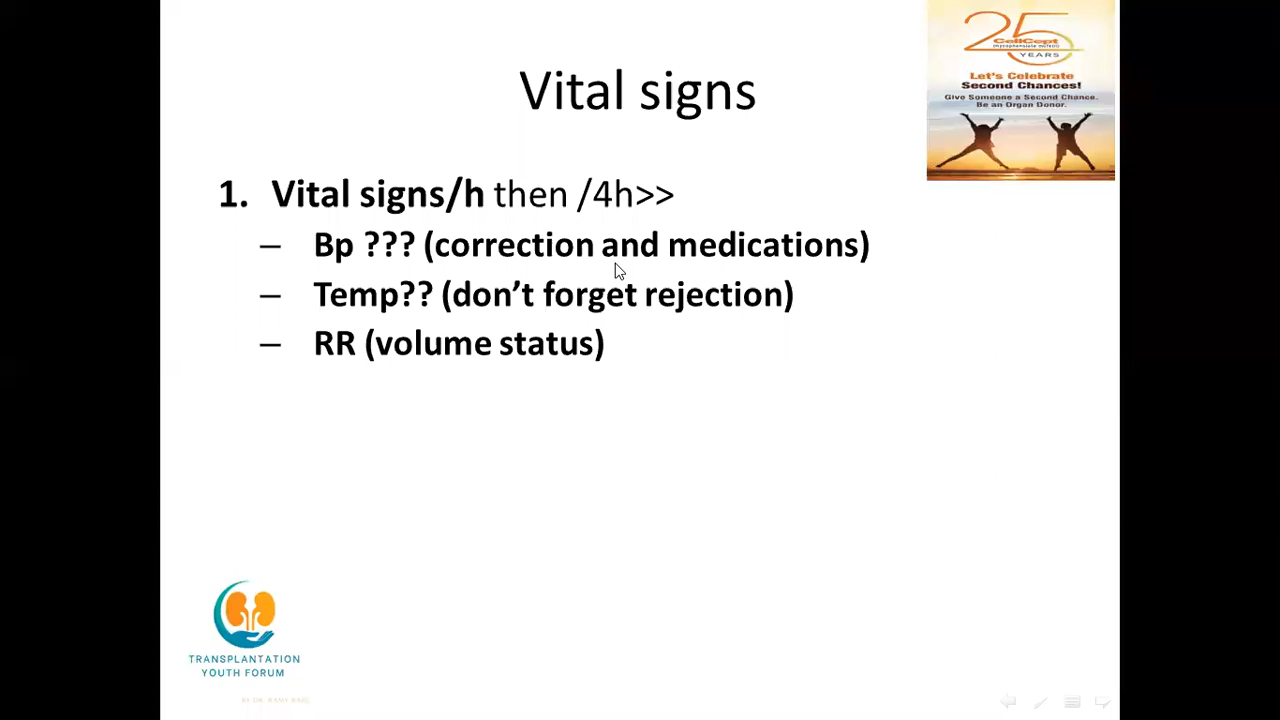 Vital signs
25
CellCept
(mycophenolate mofetil)
YEARS
Let's Celebrate
Second Chances!
Give Someone a Second Chance.
Be an Organ Donor.
1. Vital signs/h then /4h>>
– Bp ??? (correction and medications)
– Temp?? (don't forget rejection)
– RR (volume status)
TRANSPLANTATION
YOUTH FORUM